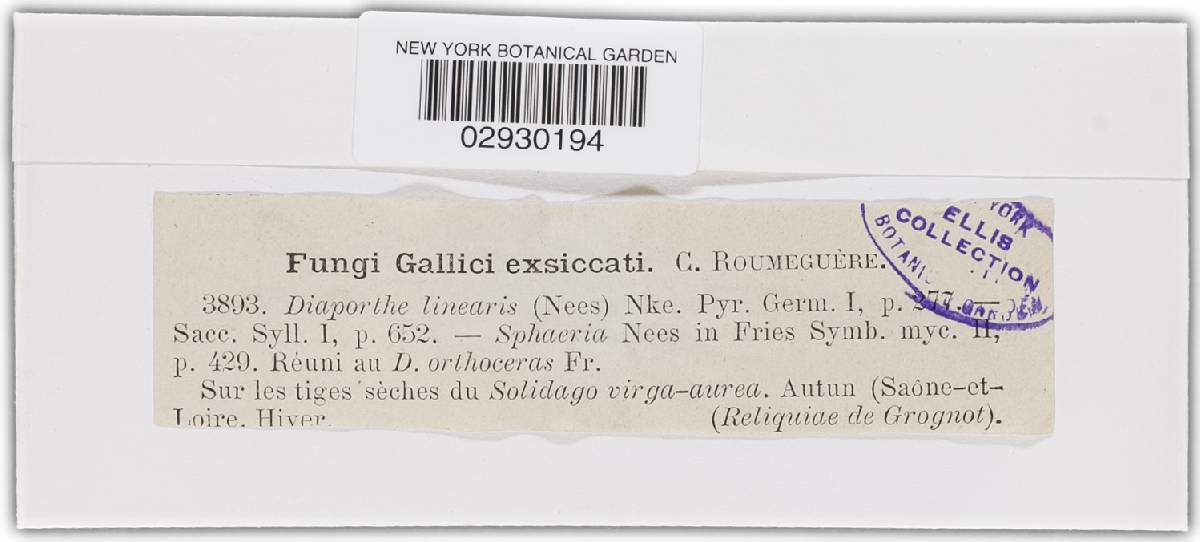 NEW YORK BOTANICAL GARDEN
02930194
YORK
ELLIS
COLLECTION
Fungi Gallici exsiccati. C. ROUMEGUÈRE.
3893. Diaporthe linearis (Nees) Nke. Pyr. Germ. I, p. 277. —
Sacc. Syll. I, p. 652. — Sphaeria Nees in Fries Symb. myc. II,
p. 429. Réuni au D. orthoceras Fr.
Sur les tiges sèches du Solidago virga-aurea. Autun (Saône-et-
Loire. Hiver. (Reliquiae de Grognot).